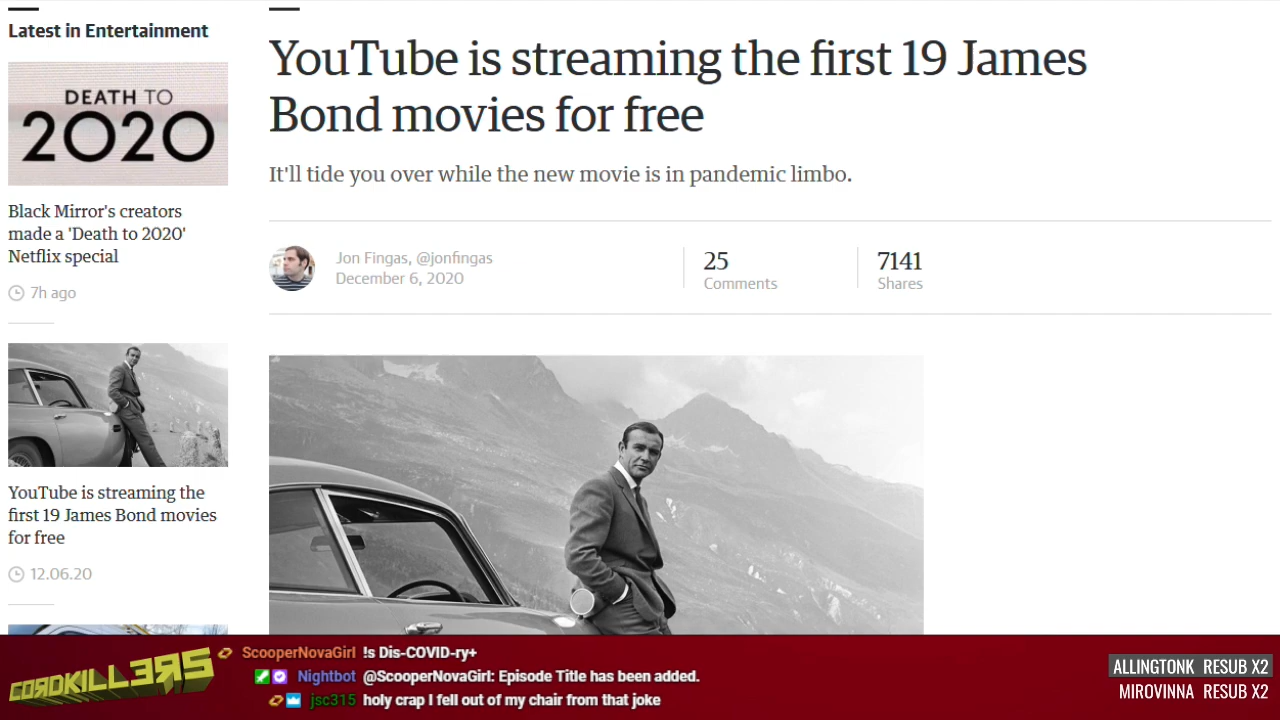 Latest in Entertainment
DEATH TO
2020
Black Mirror's creators
made a 'Death to 2020'
Netflix special
7h ago
YouTube is streaming the
first 19 James Bond movies
for free
12.06.20
YouTube is streaming the first 19 James
Bond movies for free
It'll tide you over while the new movie is in pandemic limbo.
Jon Fingas, @jonfingas
December 6, 2020
25
Comments
7141
Shares
CORDKILLERS
ScooperNovaGirl !s Dis-COVID-ry+
Nightbot @ScooperNovaGirl: Episode Title has been added.
jsc315 holy crap I fell out of my chair from that joke
ALLINGTONK RESUB X2
MIROVINNA RESUB X2